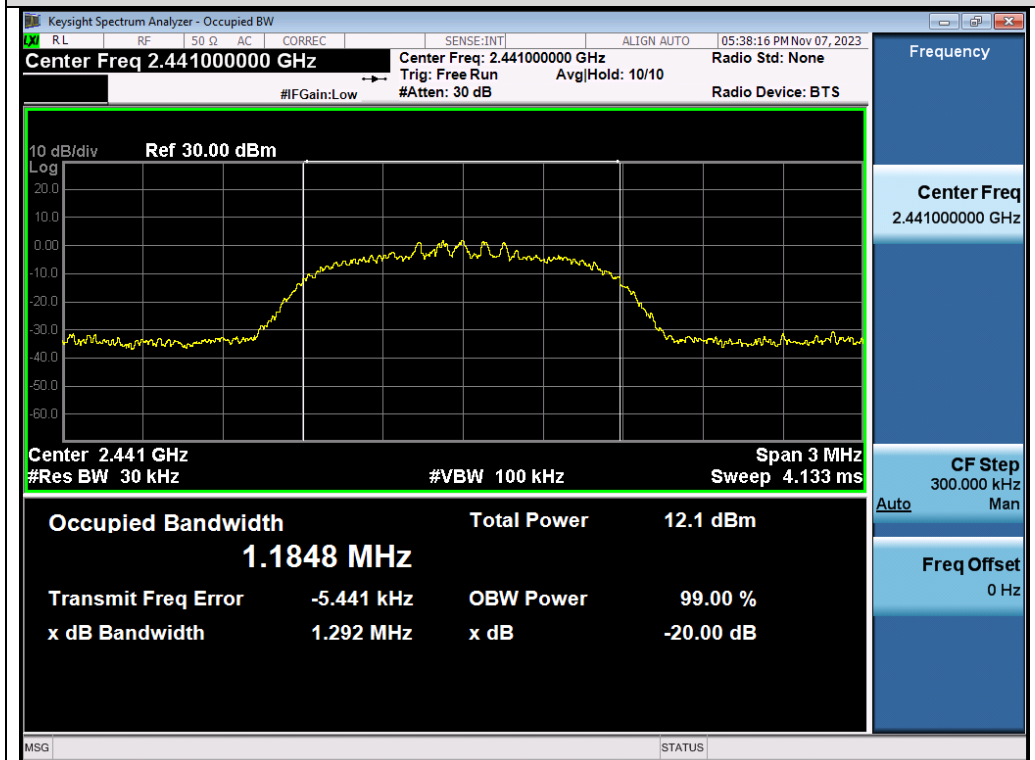 Keysight Spectrum Analyzer - Occupied BW
LXI RL RF 50 Ω AC CORREC SENSE:INT ALIGN AUTO 05:38:16 PM Nov 07, 2023
Center Freq 2.441000000 GHz
Center Freq: 2.441000000 GHz Radio Std: None
Trig: Free Run Avg|Hold: 10/10
#IFGain:Low #Atten: 30 dB Radio Device: BTS
10 dB/div Ref 30.00 dBm
Log
20.0
10.0
0.00
-10.0
-20.0
-30.0
-40.0
-50.0
-60.0
Center 2.441 GHz Span 3 MHz
#Res BW 30 kHz #VBW 100 kHz Sweep 4.133 ms
Occupied Bandwidth Total Power 12.1 dBm
1.1848 MHz
Transmit Freq Error -5.441 kHz OBW Power 99.00 %
x dB Bandwidth 1.292 MHz x dB -20.00 dB
Frequency
Center Freq
2.441000000 GHz
CF Step
300.000 kHz
Auto Man
Freq Offset
0 Hz
MSG STATUS